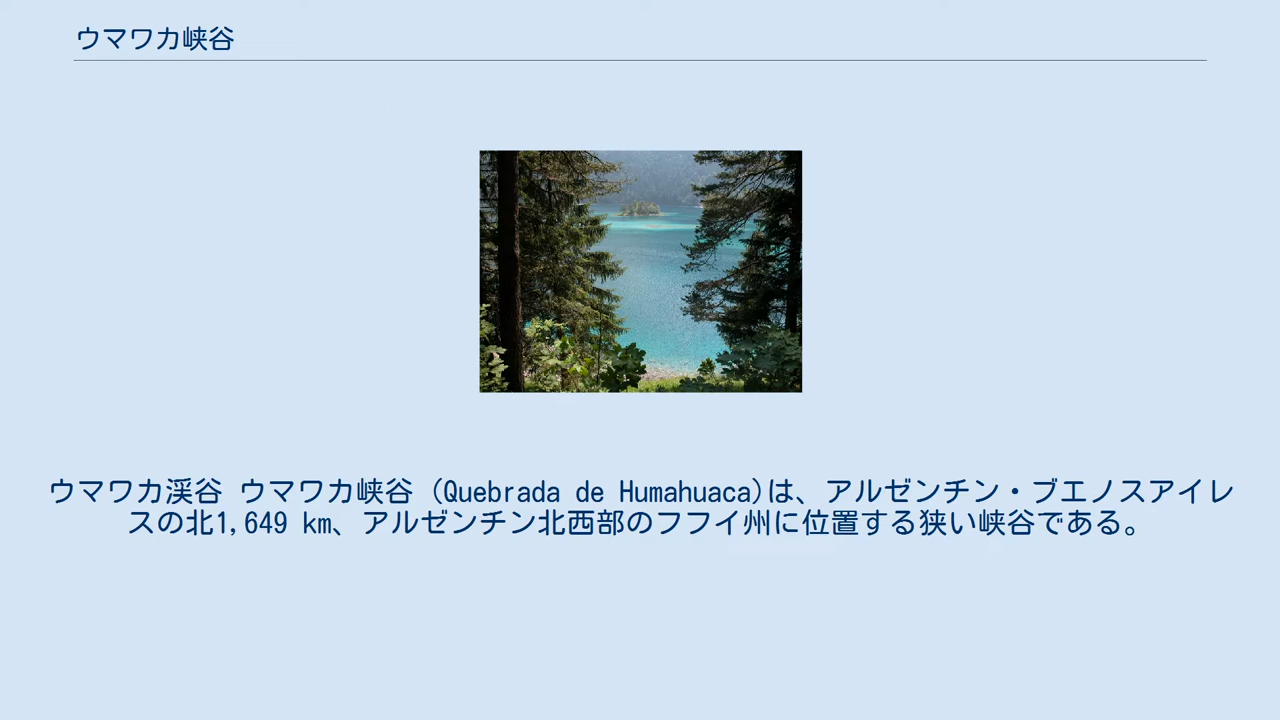 ウマワカ峡谷
ウマワカ渓谷 ウマワカ峡谷 (Quebrada de Humahuaca)は、アルゼンチン・ブエノスアイレ
スの北1,649 km、アルゼンチン北西部のフフイ州に位置する狭い峡谷である。